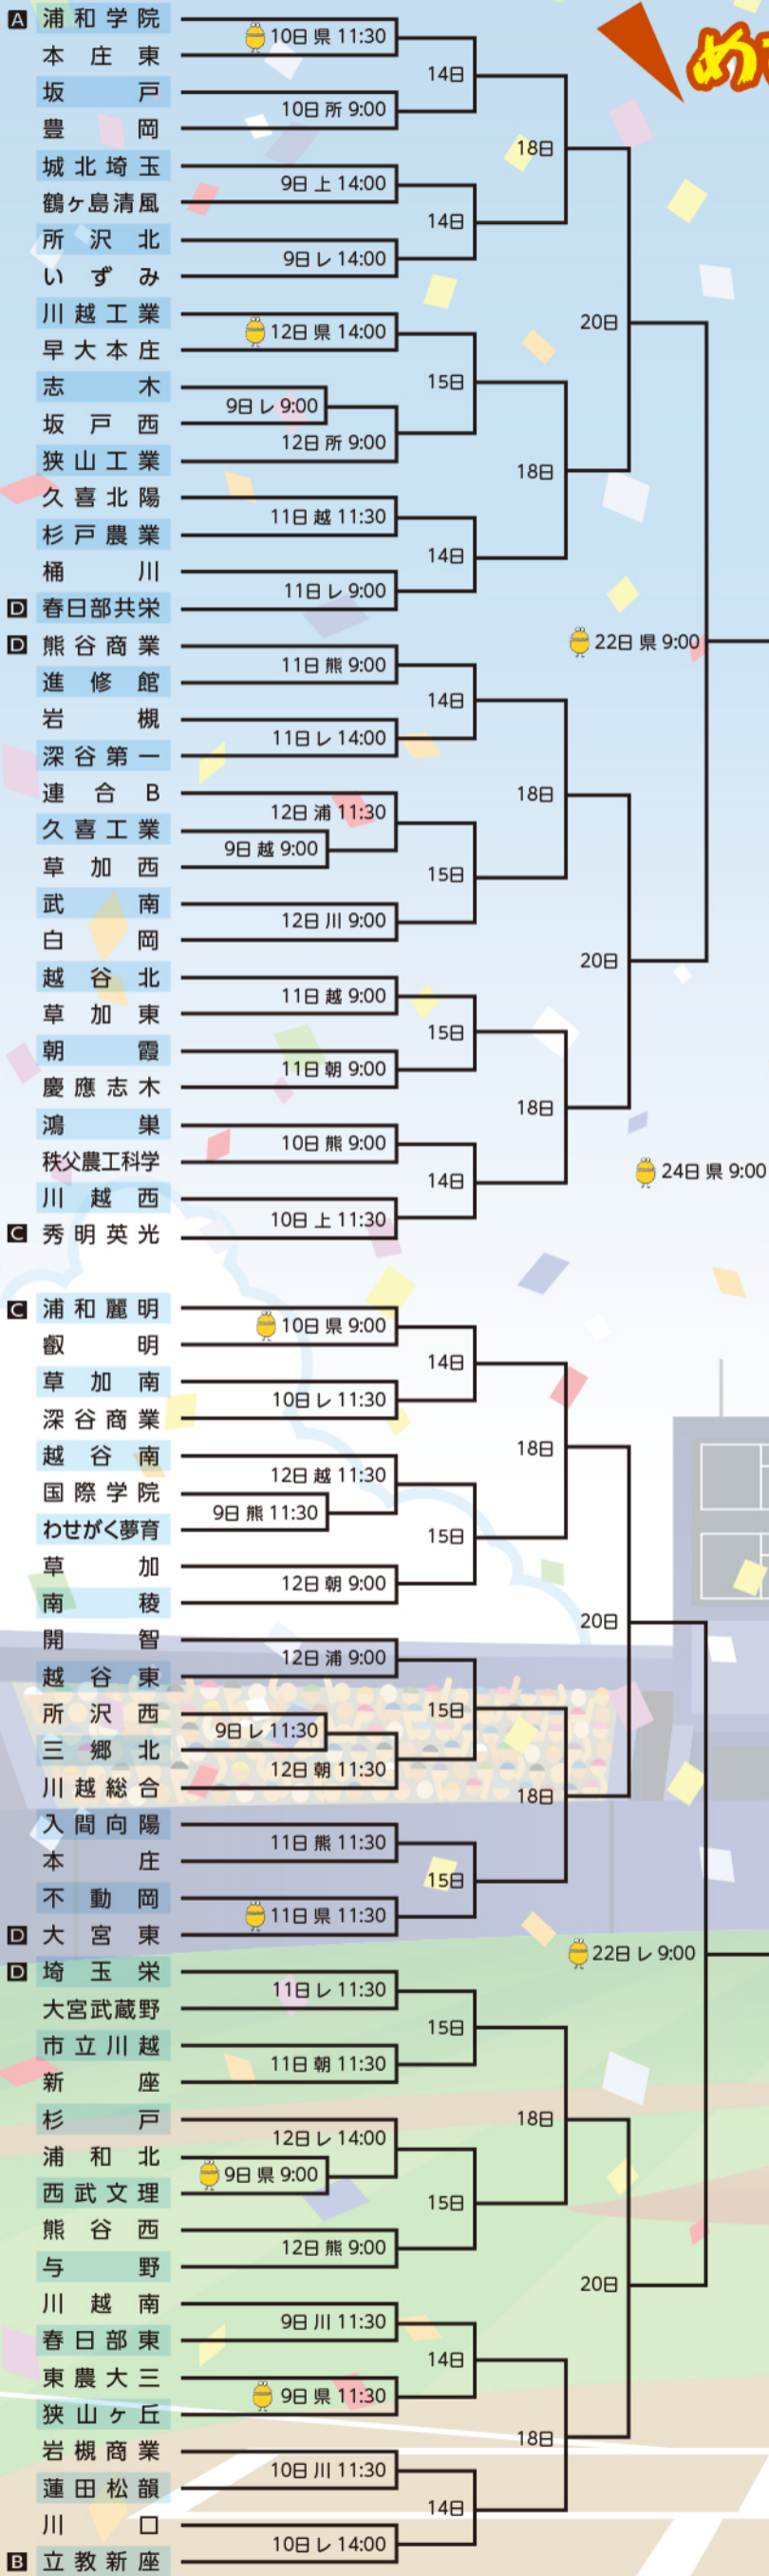 A 浦和学院
10日 県 11:30
本庄東
14日
坂戸
10日 所 9:00
豊岡
18日
城北埼玉
9日 上 14:00
鶴ヶ島清風
14日
所沢北
9日 レ 14:00
いずみ
20日
川越工業
12日 県 14:00
早大本庄
15日
志木
9日 レ 9:00
坂戸西
12日 所 9:00
狭山工業
18日
久喜北陽
11日 越 11:30
杉戸農業
14日
桶川
11日 レ 9:00
D 春日部共栄
22日 県 9:00
D 熊谷商業
11日 熊 9:00
進修館
14日
岩槻
11日 レ 14:00
深谷第一
18日
連合B
12日 浦 11:30
久喜工業
9日 越 9:00
草加西
15日
武南
12日 川 9:00
白岡
20日
越谷北
11日 越 9:00
草加東
15日
朝霞
11日 朝 9:00
慶應志木
18日
鴻巣
10日 熊 9:00
秩父農工科学
14日
川越西
10日 上 11:30
C 秀明英光
24日 県 9:00
C 浦和麗明
10日 県 9:00
叡明
14日
草加南
10日 レ 11:30
深谷商業
18日
越谷南
12日 越 11:30
国際学院
9日 熊 11:30
わせがく夢育
15日
草加
12日 朝 9:00
南稜
20日
開智
12日 浦 9:00
越谷東
15日
所沢西
9日 レ 11:30
三郷北
12日 朝 11:30
川越総合
18日
入間向陽
11日 熊 11:30
本庄
15日
不動岡
11日 県 11:30
D 大宮東
22日 レ 9:00
D 埼玉栄
11日 レ 11:30
大宮武蔵野
15日
市立川越
11日 朝 11:30
新座
18日
杉戸
12日 レ 14:00
浦和北
9日 県 9:00
西武文理
15日
熊谷西
12日 熊 9:00
与野
20日
川越南
9日 川 11:30
春日部東
14日
東農大三
9日 県 11:30
狭山ヶ丘
18日
岩槻商業
10日 川 11:30
蓮田松韻
14日
川口
10日 レ 14:00
B 立教新座